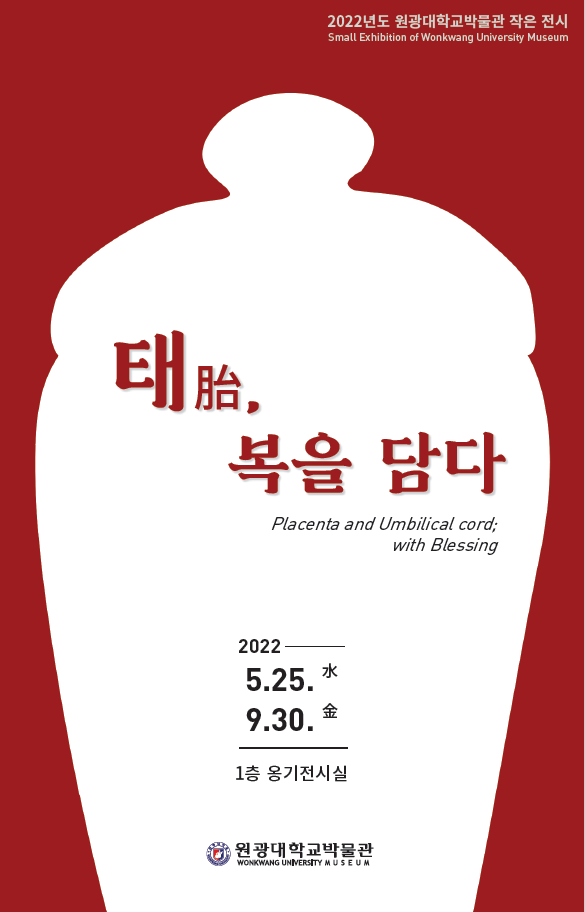 2022년도 원광대학교박물관 작은 전시
Small Exhibition of Wonkwang University Museum
태胎,
복을 담다
Placenta and Umbilical cord;
with Blessing
2022
5.25. 水
9.30. 金
1층 옹기전시실
원광대학교박물관
WONKWANG UNIVERSITY MUSEUM